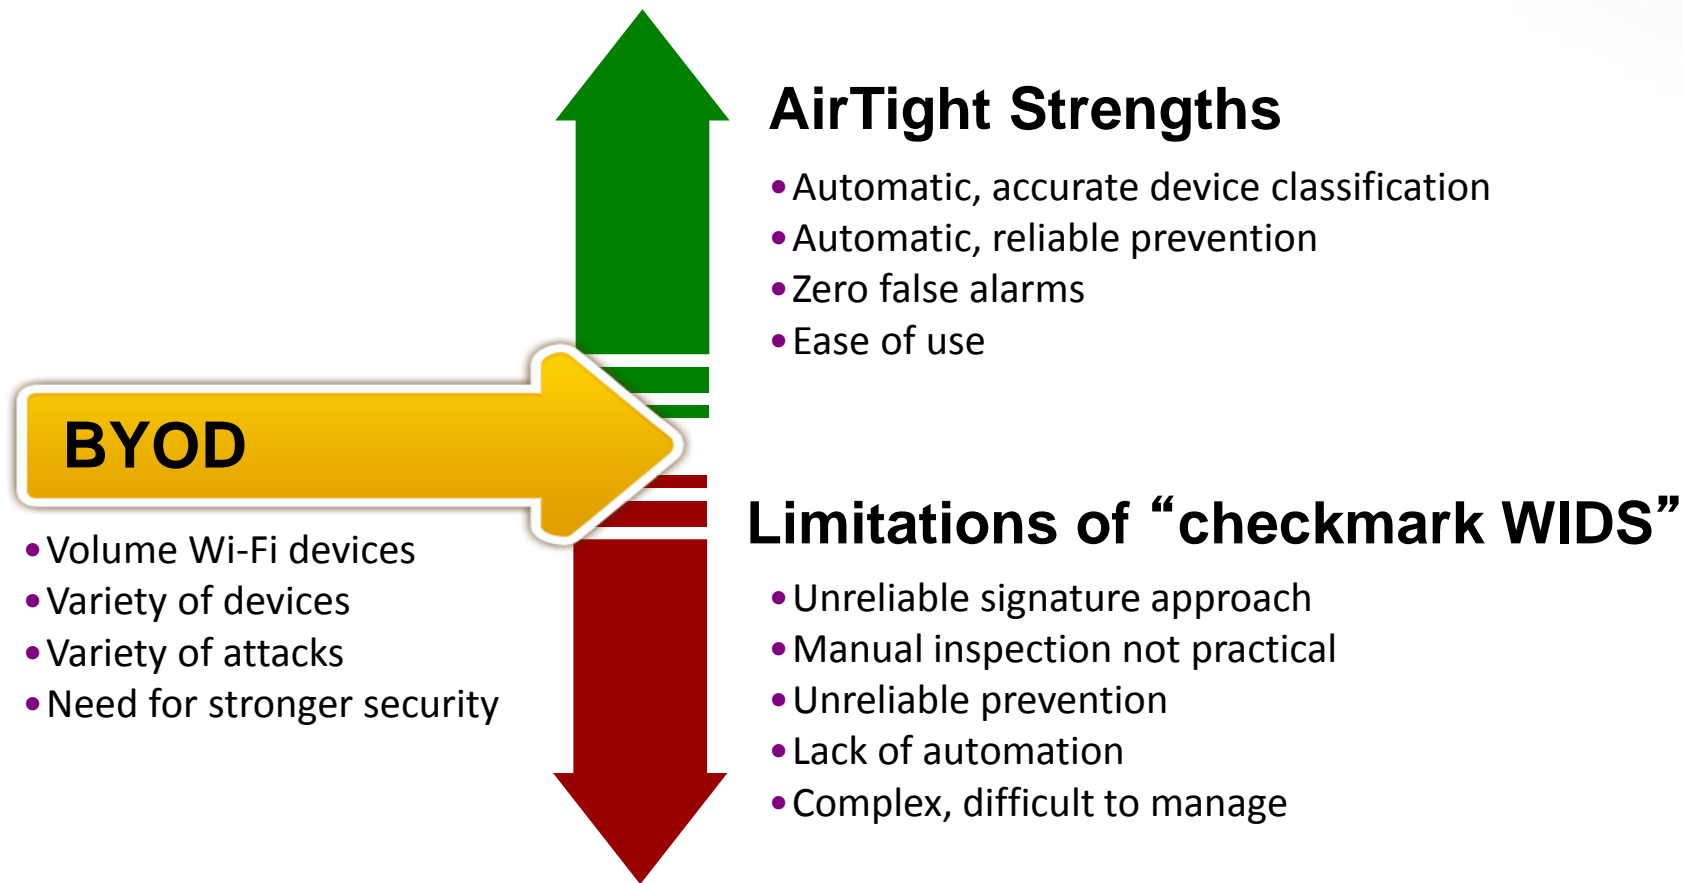 AirTight Strengths
•Automatic, accurate device classification
•Automatic, reliable prevention
•Zero false alarms
•Ease of use
BYOD
•Volume Wi-Fi devices
•Variety of devices
•Variety of attacks
•Need for stronger security
Limitations of “checkmark WIDS”
•Unreliable signature approach
•Manual inspection not practical
•Unreliable prevention
•Lack of automation
•Complex, difficult to manage